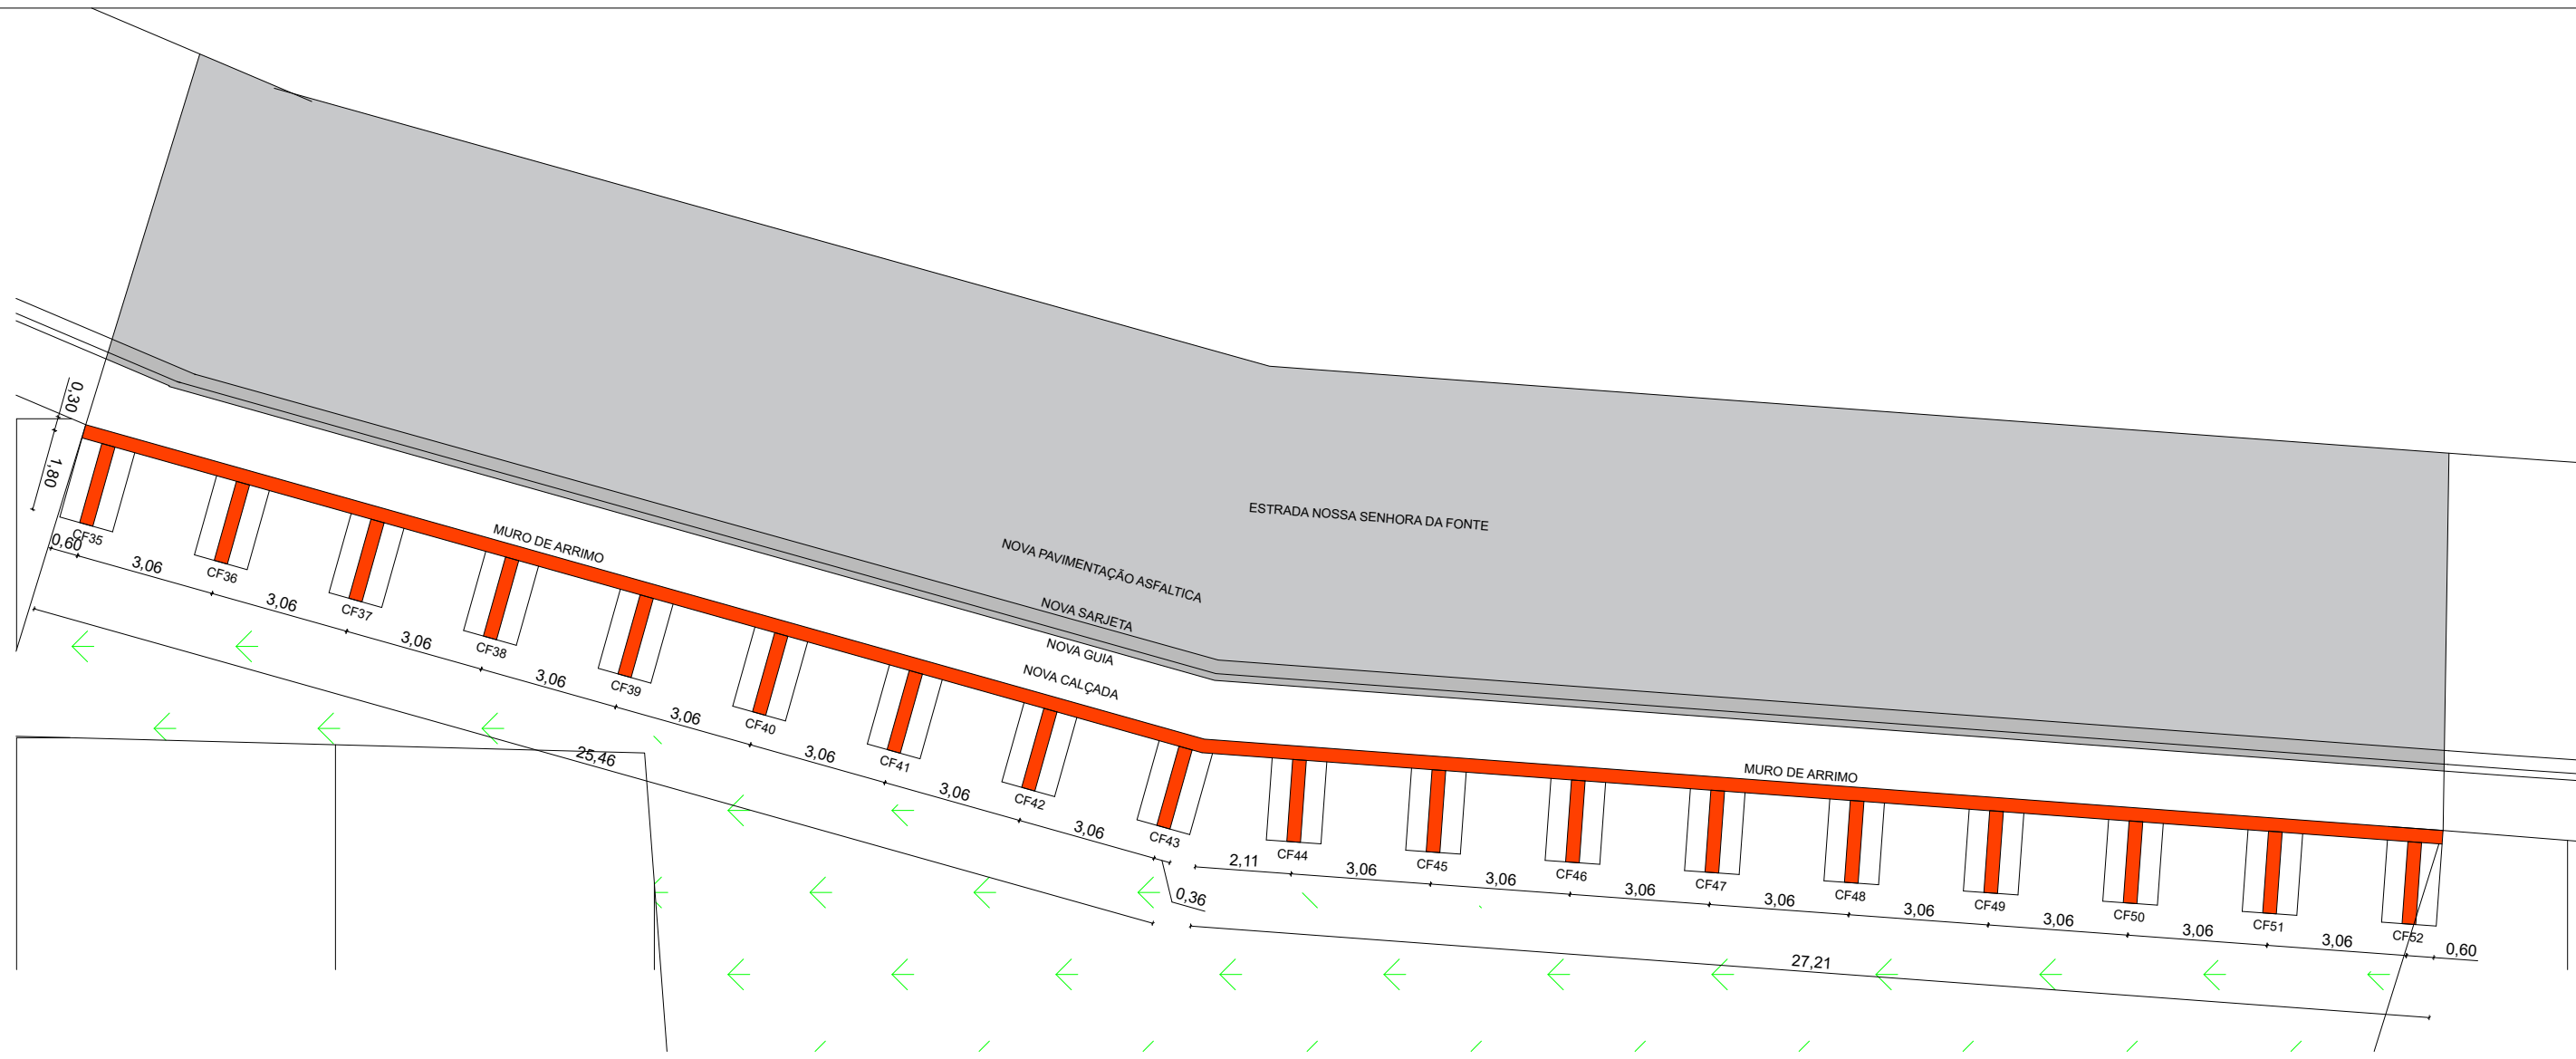 0,30
1,80
CF35
0,60
3,06
CF36
3,06
CF37
3,06
CF38
3,06
CF39
3,06
CF40
3,06
CF41
3,06
CF42
3,06
CF43
0,36
25,46
MURO DE ARRIMO
ESTRADA NOSSA SENHORA DA FONTE
NOVA PAVIMENTAÇÃO ASFALTICA
NOVA SARJETA
NOVA GUIA
NOVA CALÇADA
MURO DE ARRIMO
2,11
CF44
3,06
CF45
3,06
CF46
3,06
CF47
3,06
CF48
3,06
CF49
3,06
CF50
3,06
CF51
3,06
CF52
0,60
27,21